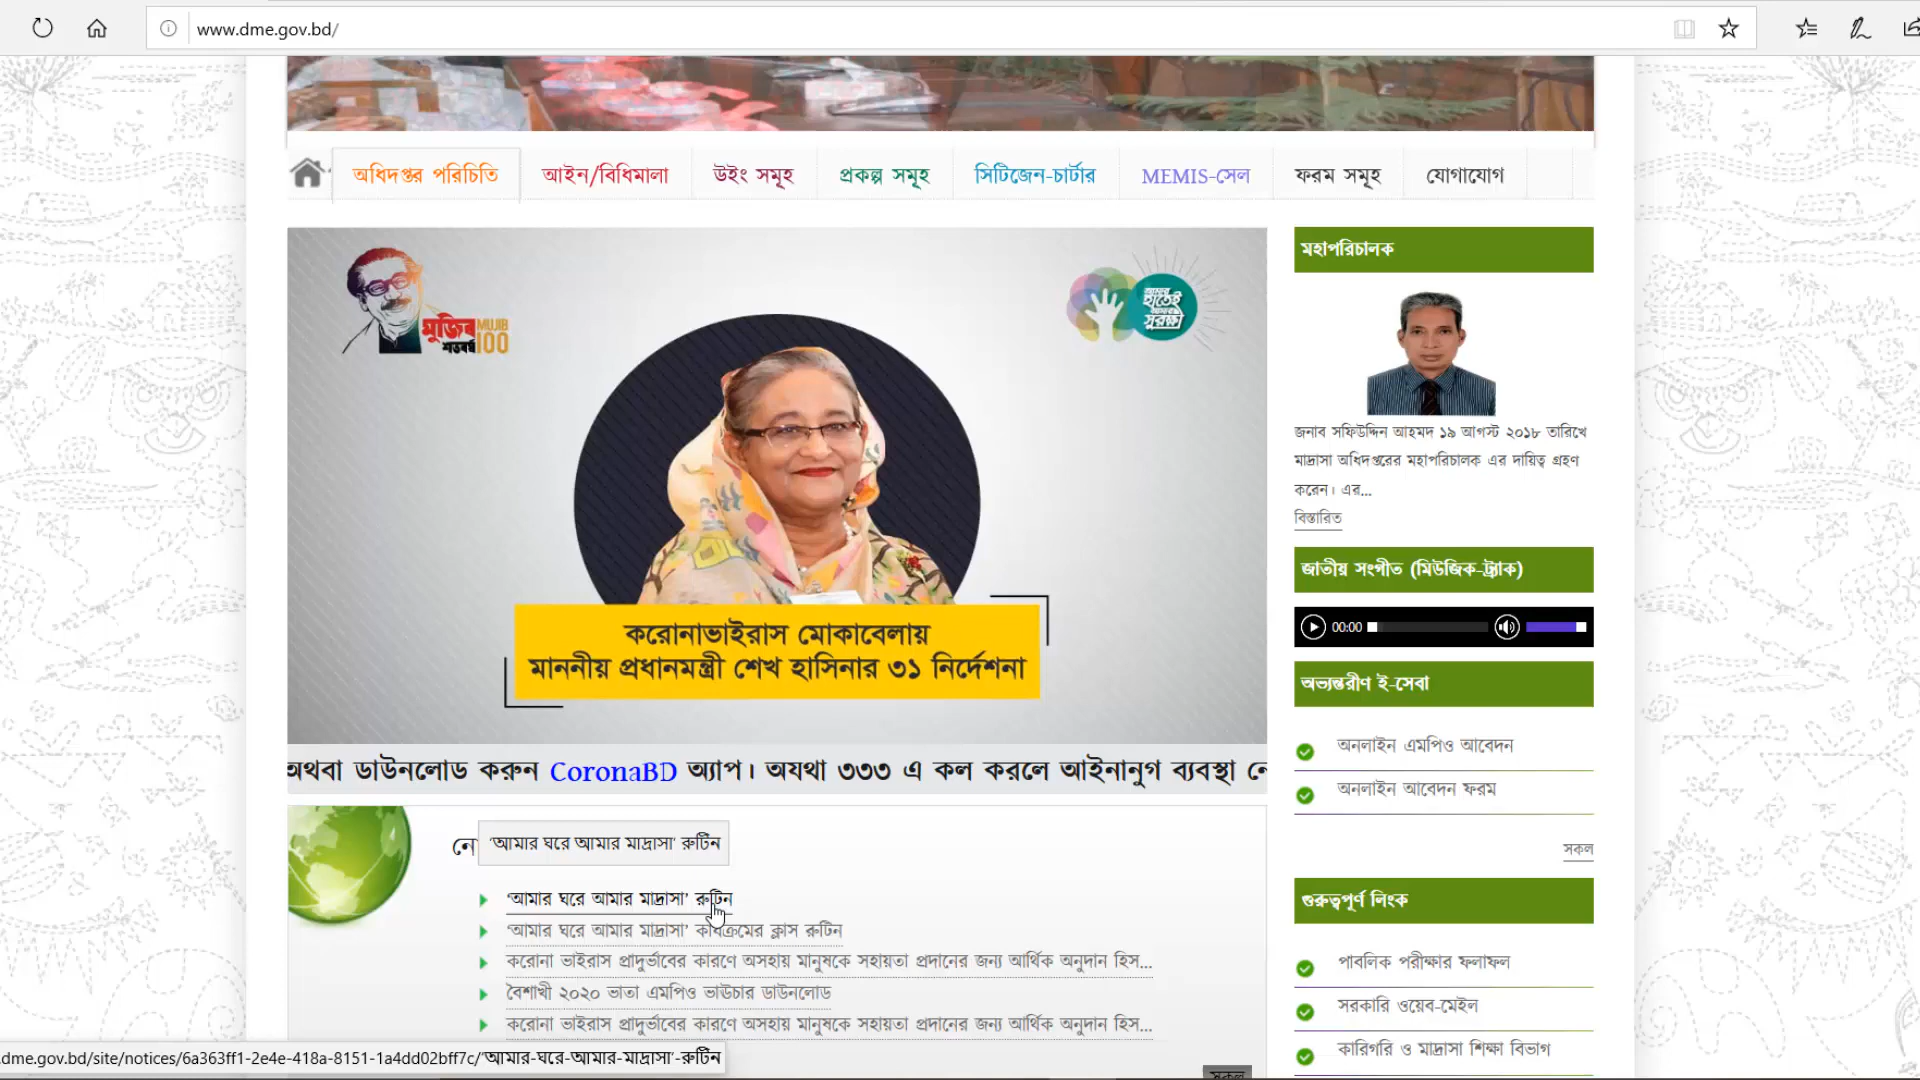 www.dme.gov.bd/
অধিদপ্তর পরিচিতি আইন/বিধিমালা উইং সমূহ প্রকল্প সমূহ সিটিজেন-চার্টার MEMIS-সেল ফরম সমূহ যোগাযোগ
মুজিব শতবর্ষ MUJIB 100
হাতেই
সুরক্ষা
করোনাভাইরাস মোকাবেলায়
মাননীয় প্রধানমন্ত্রী শেখ হাসিনার ৩১ নির্দেশনা
অথবা ডাউনলোড করুন CoronaBD অ্যাপ। অযথা ৩৩৩ এ কল করলে আইনানুগ ব্যবস্থা নে
নো
‘আমার ঘরে আমার মাদ্রাসা’ রুটিন
‘আমার ঘরে আমার মাদ্রাসা’ রুটিন
‘আমার ঘরে আমার মাদ্রাসা’ কার্যক্রমের ক্লাস রুটিন
করোনা ভাইরাস প্রাদুর্ভাবের কারণে অসহায় মানুষকে সহায়তা প্রদানের জন্য আর্থিক অনুদান হিস...
বৈশাখী ২০২০ ভাতা এমপিও ভাউচার ডাউনলোড
করোনা ভাইরাস প্রাদুর্ভাবের কারণে অসহায় মানুষকে সহায়তা প্রদানের জন্য আর্থিক অনুদান হিস...
সকল
মহাপরিচালক
জনাব সফিউদ্দিন আহমদ ১৯ আগস্ট ২০১৮ তারিখে
মাদ্রাসা অধিদপ্তরের মহাপরিচালক এর দায়িত্ব গ্রহণ
করেন। এর...
বিস্তারিত
জাতীয় সংগীত (মিউজিক-ট্র্যাক)
00:00
অভ্যন্তরীণ ই-সেবা
অনলাইন এমপিও আবেদন
অনলাইন আবেদন ফরম
সকল
গুরুত্বপূর্ণ লিংক
পাবলিক পরীক্ষার ফলাফল
সরকারি ওয়েব-মেইল
কারিগরি ও মাদ্রাসা শিক্ষা বিভাগ
.dme.gov.bd/site/notices/6a363ff1-2e4e-418a-8151-1a4dd02bff7c/‘আমার-ঘরে-আমার-মাদ্রাসা’-রুটিন